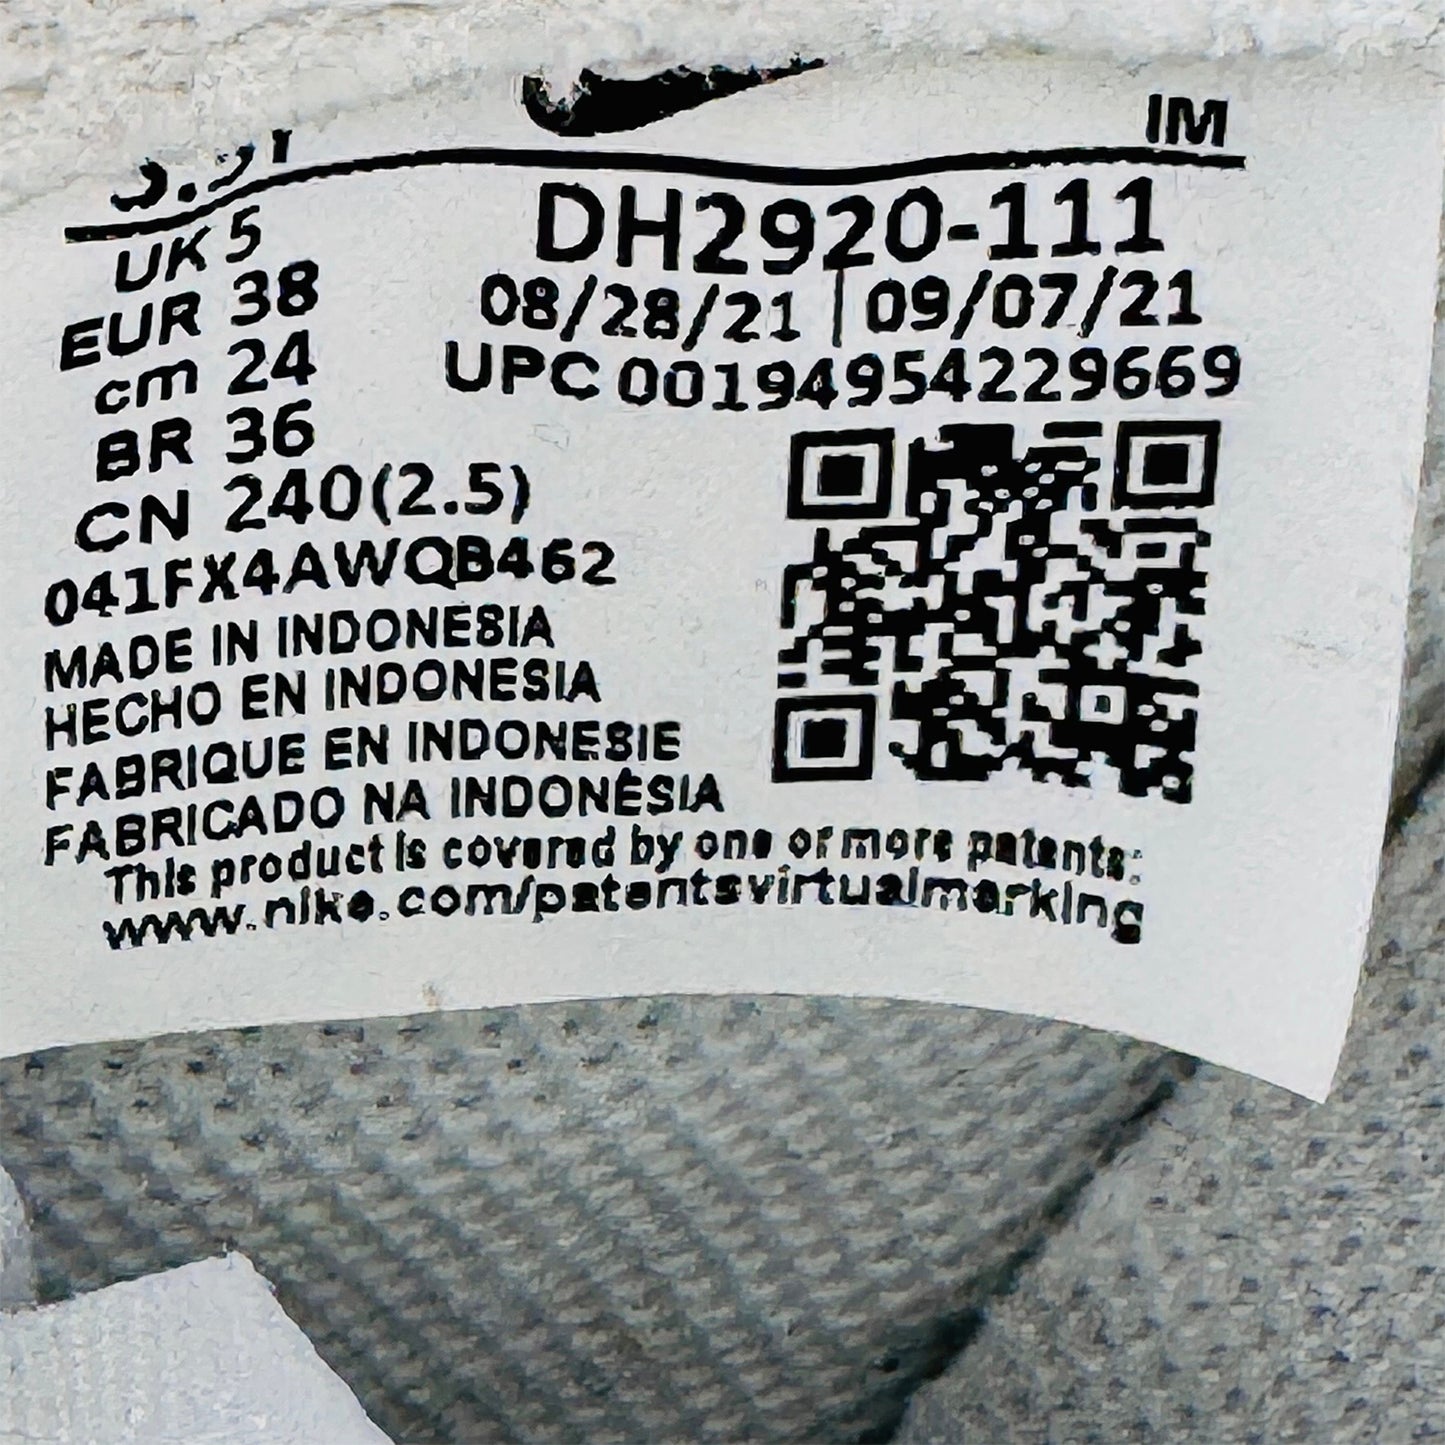 IM
UK 5
EUR 38
cm 24
BR 36
CN 240(2.5)
DH2920-111
08/28/21 | 09/07/21
UPC 00194954229669
041FX4AWQB462
MADE IN INDONESIA
HECHO EN INDONESIA
FABRIQUE EN INDONESIE
FABRICADO NA INDONÉSIA
This product is covered by one or more patents:
www.nike.com/patentsvirtualmarking